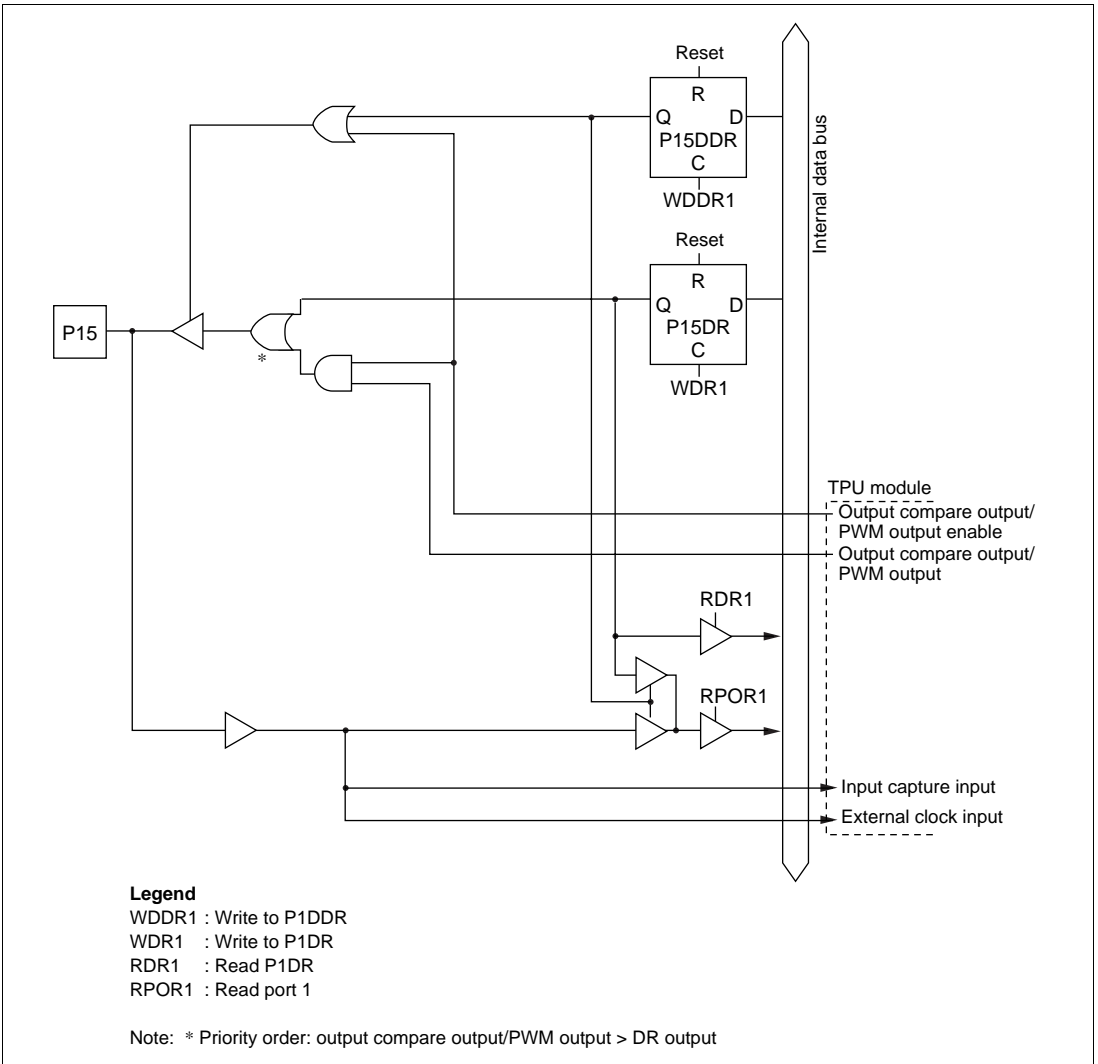 Reset
R
Q D
P15DDR
C
WDDR1
Internal data bus
Reset
R
Q D
P15DR
C
WDR1
P15
*
TPU module
Output compare output/
PWM output enable
Output compare output/
PWM output
RDR1
RPOR1
Input capture input
External clock input
Legend
WDDR1 : Write to P1DDR
WDR1 : Write to P1DR
RDR1 : Read P1DR
RPOR1 : Read port 1
Note: * Priority order: output compare output/PWM output > DR output